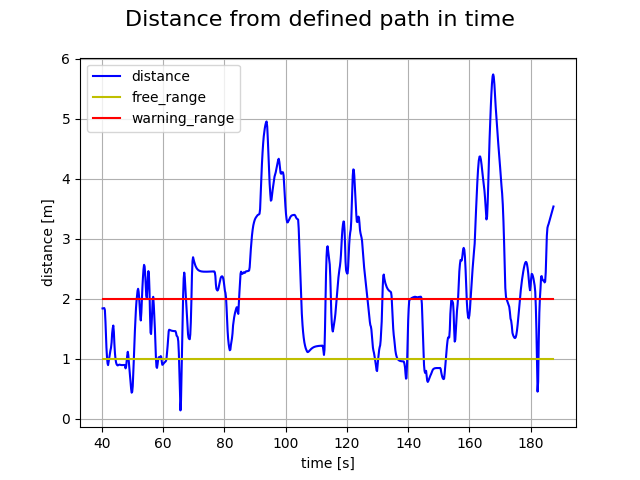 Distance from defined path in time
distance
free_range
warning_range
distance [m]
6
5
4
3
2
1
0
40 60 80 100 120 140 160 180
time [s]